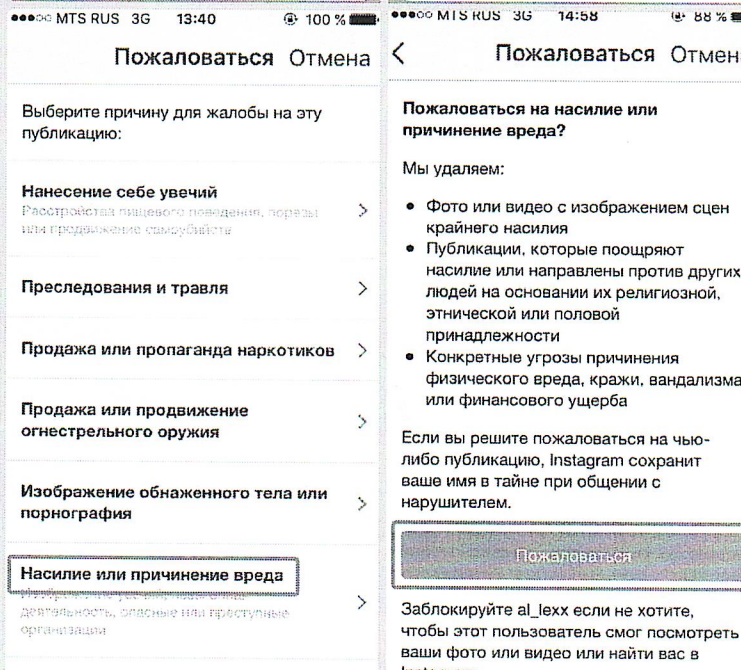 MTS RUS 3G 13:40 100 %
Пожаловаться Отмена
Выберите причину для жалобы на эту
публикацию:
Нанесение себе увечий
Расстройства пищевого поведения, порезы
или продвижение самоубийств
Преследования и травля
Продажа или пропаганда наркотиков
Продажа или продвижение
огнестрельного оружия
Изображение обнаженного тела или
порнография
Насилие или причинение вреда
деятельность, опасные или преступные
организации
MTS RUS 3G 14:58 88 %
Пожаловаться Отмен
Пожаловаться на насилие или
причинение вреда?
Мы удаляем:
• Фото или видео с изображением сцен
крайнего насилия
• Публикации, которые поощряют
насилие или направлены против других
людей на основании их религиозной,
этнической или половой
принадлежности
• Конкретные угрозы причинения
физического вреда, кражи, вандализма
или финансового ущерба
Если вы решите пожаловаться на чью-
либо публикацию, Instagram сохранит
ваше имя в тайне при общении с
нарушителем.
Пожаловаться
Заблокируйте al_lexx если не хотите,
чтобы этот пользователь смог посмотреть
ваши фото или видео или найти вас в